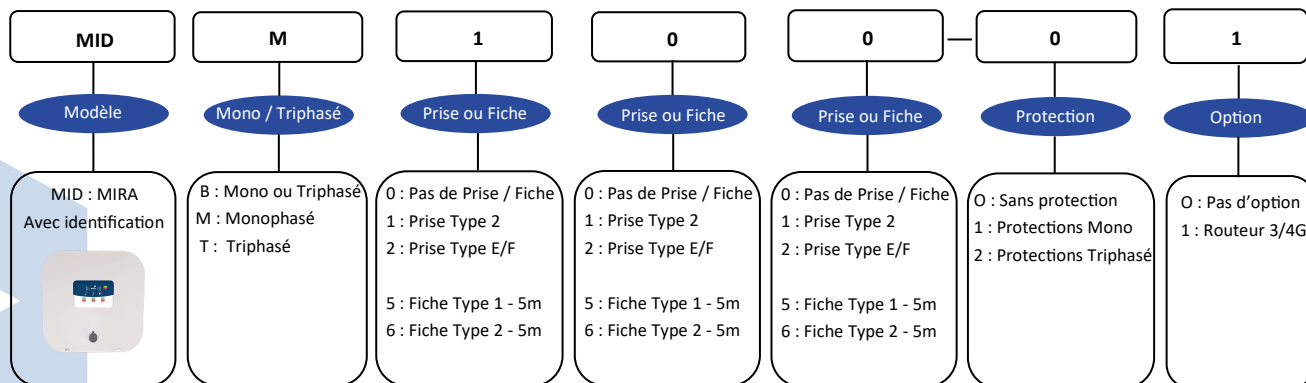 MID
M
1
0
0
—
0
1
Modèle
Mono / Triphasé
Prise ou Fiche
Prise ou Fiche
Prise ou Fiche
Protection
Option
MID : MIRA
Avec identification
B : Mono ou Triphasé
M : Monophasé
T : Triphasé
0 : Pas de Prise / Fiche
1 : Prise Type 2
2 : Prise Type E/F
5 : Fiche Type 1 - 5m
6 : Fiche Type 2 - 5m
0 : Pas de Prise / Fiche
1 : Prise Type 2
2 : Prise Type E/F
5 : Fiche Type 1 - 5m
6 : Fiche Type 2 - 5m
0 : Pas de Prise / Fiche
1 : Prise Type 2
2 : Prise Type E/F
5 : Fiche Type 1 - 5m
6 : Fiche Type 2 - 5m
O : Sans protection
1 : Protections Mono
2 : Protections Triphasé
O : Pas d’option
1 : Routeur 3/4G